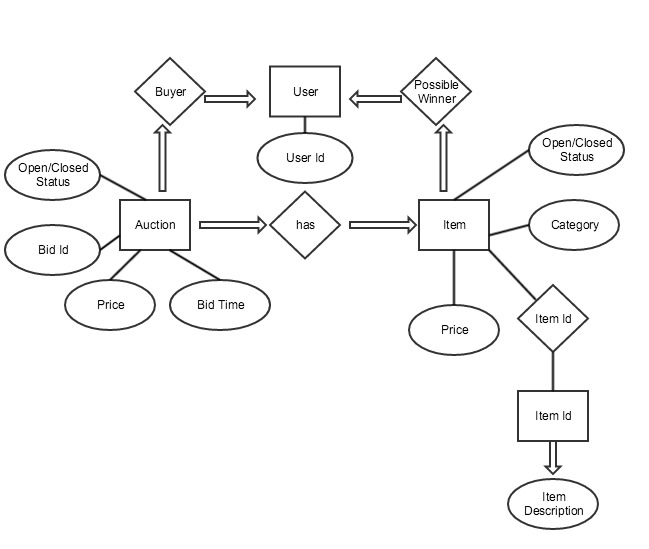 Buyer
User
Possible
Winner
User Id
Open/Closed
Status
Open/Closed
Status
Auction
has
Item
Category
Bid Id
Price
Bid Time
Price
Item Id
Item Id
Item
Description